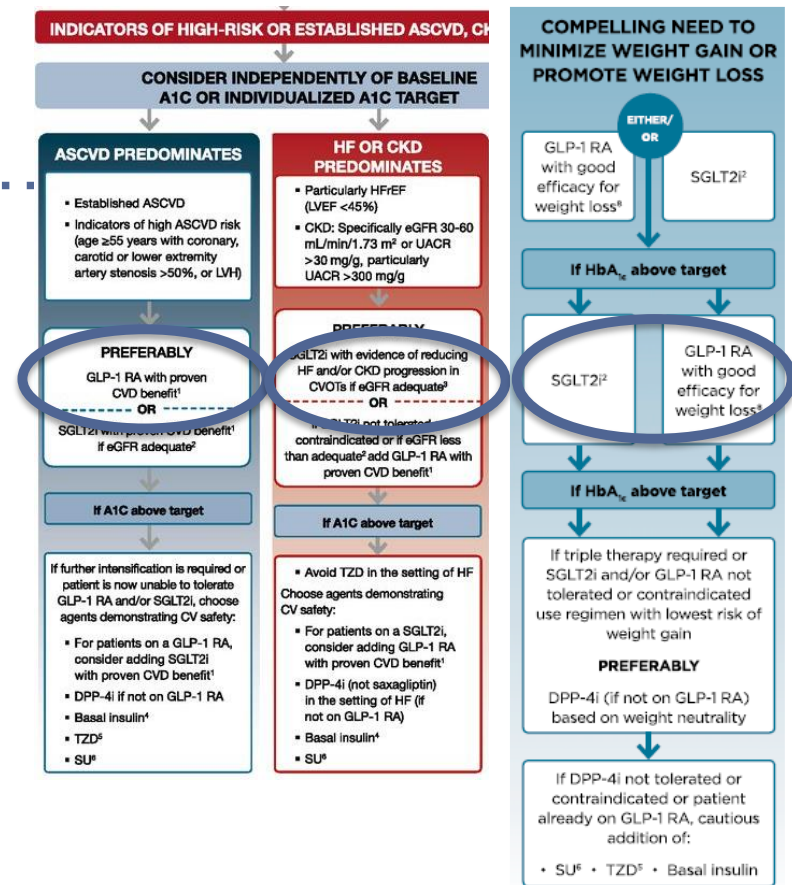 INDICATORS OF HIGH-RISK OR ESTABLISHED ASCVD,
CONSIDER INDEPENDENTLY OF BASELINE
A1C OR INDIVIDUALIZED A1C TARGET
ASCVD PREDOMINATES
▪ Established ASCVD
▪ Indicators of high ASCVD risk
(age ≥55 years with coronary,
carotid or lower extremity
artery stenosis >50%, or LVH)
PREFERABLY
GLP-1 RA with proven
CVD benefit¹
OR
SGLT2i with proven CVD benefit¹
if eGFR adequate²
If A1C above target
If further intensification is required or
patient is now unable to tolerate
GLP-1 RA and/or SGLT2i, choose
agents demonstrating CV safety:
▪ For patients on a GLP-1 RA,
consider adding SGLT2i
with proven CVD benefit¹
▪ DPP-4i if not on GLP-1 RA
▪ Basal insulin⁴
▪ TZD⁵
▪ SU⁶
HF OR CKD
PREDOMINATES
▪ Particularly HFrEF
(LVEF <45%)
▪ CKD: Specifically eGFR 30-60
mL/min/1.73 m² or UACR
>30 mg/g, particularly
UACR >300 mg/g
PREFERABLY
SGLT2i with evidence of reducing
HF and/or CKD progression in
CVOTs if eGFR adequate³
OR
If SGLT2i not tolerated
contraindicated or if eGFR less
than adequate² add GLP-1 RA with
proven CVD benefit¹
If A1C above target
▪ Avoid TZD in the setting of HF
Choose agents demonstrating
CV safety:
▪ For patients on a SGLT2i,
consider adding GLP-1 RA
with proven CVD benefit¹
▪ DPP-4i (not saxagliptin)
in the setting of HF (if
not on GLP-1 RA)
▪ Basal insulin⁴
▪ SU⁶
COMPELLING NEED TO
MINIMIZE WEIGHT GAIN OR
PROMOTE WEIGHT LOSS
EITHER/
OR
GLP-1 RA
with good
efficacy for
weight loss⁸
SGLT2i²
If HbA₁c above target
SGLT2i²
GLP-1 RA
with good
efficacy for
weight loss⁸
If HbA₁c above target
If triple therapy required or
SGLT2i and/or GLP-1 RA not
tolerated or contraindicated
use regimen with lowest risk of
weight gain
PREFERABLY
DPP-4i (if not on GLP-1 RA)
based on weight neutrality
If DPP-4i not tolerated or
contraindicated or patient
already on GLP-1 RA, cautious
addition of:
• SU⁶ • TZD⁵ • Basal insulin